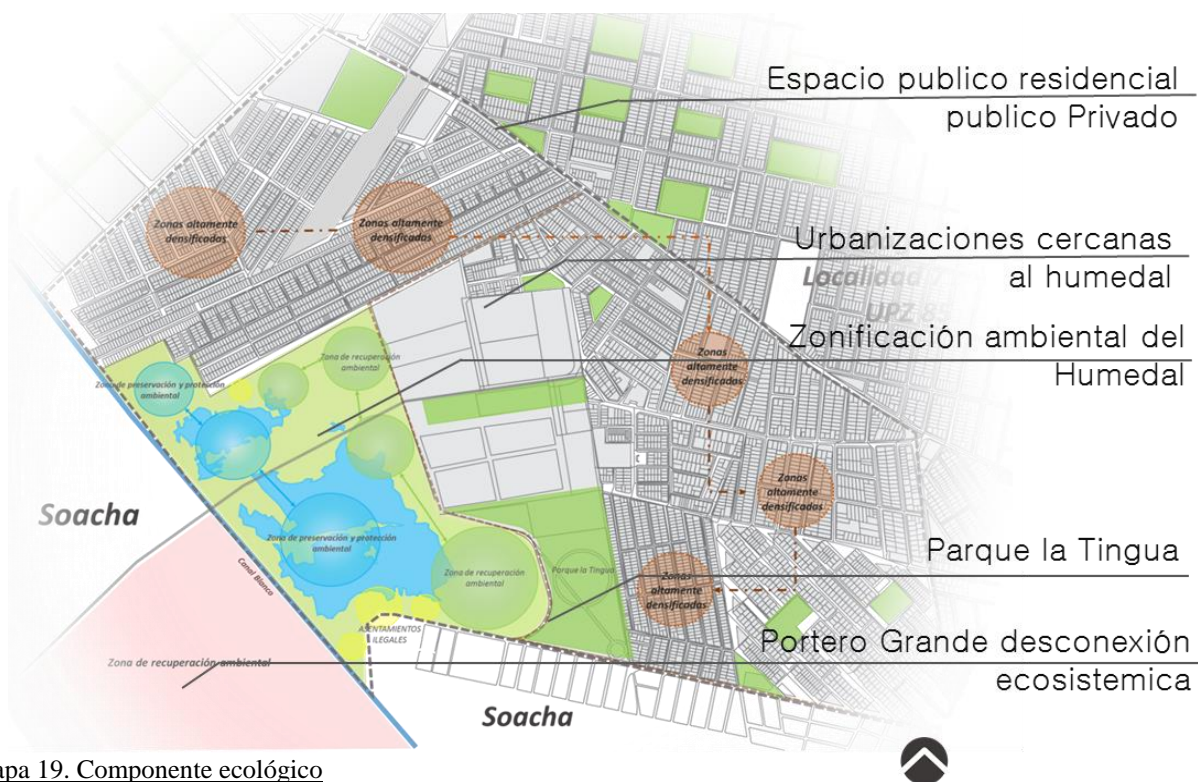 Espacio publico residencial
publico Privado
Zonas altamente
densificadas
Zonas altamente
densificadas
Urbanizaciones cercanas
al humedal
Localidad
UPZ 85
Zonificación ambiental del
Humedal
Zonas
altamente
densificadas
Zona de recuperación
ambiental
Zona de preservación y protección
ambiental
Soacha
Zonas
altamente
densificadas
Zona de preservación y protección
ambiental
Parque la Tingua
Zona de recuperación
ambiental
Parque la Tingua
Canal Blanco
Zonas
altamente
densificadas
ASENTAMIENTOS
ILEGALES
Portero Grande desconexión
ecosistemica
Zona de recuperación ambiental
Soacha
apa 19. Componente ecológico